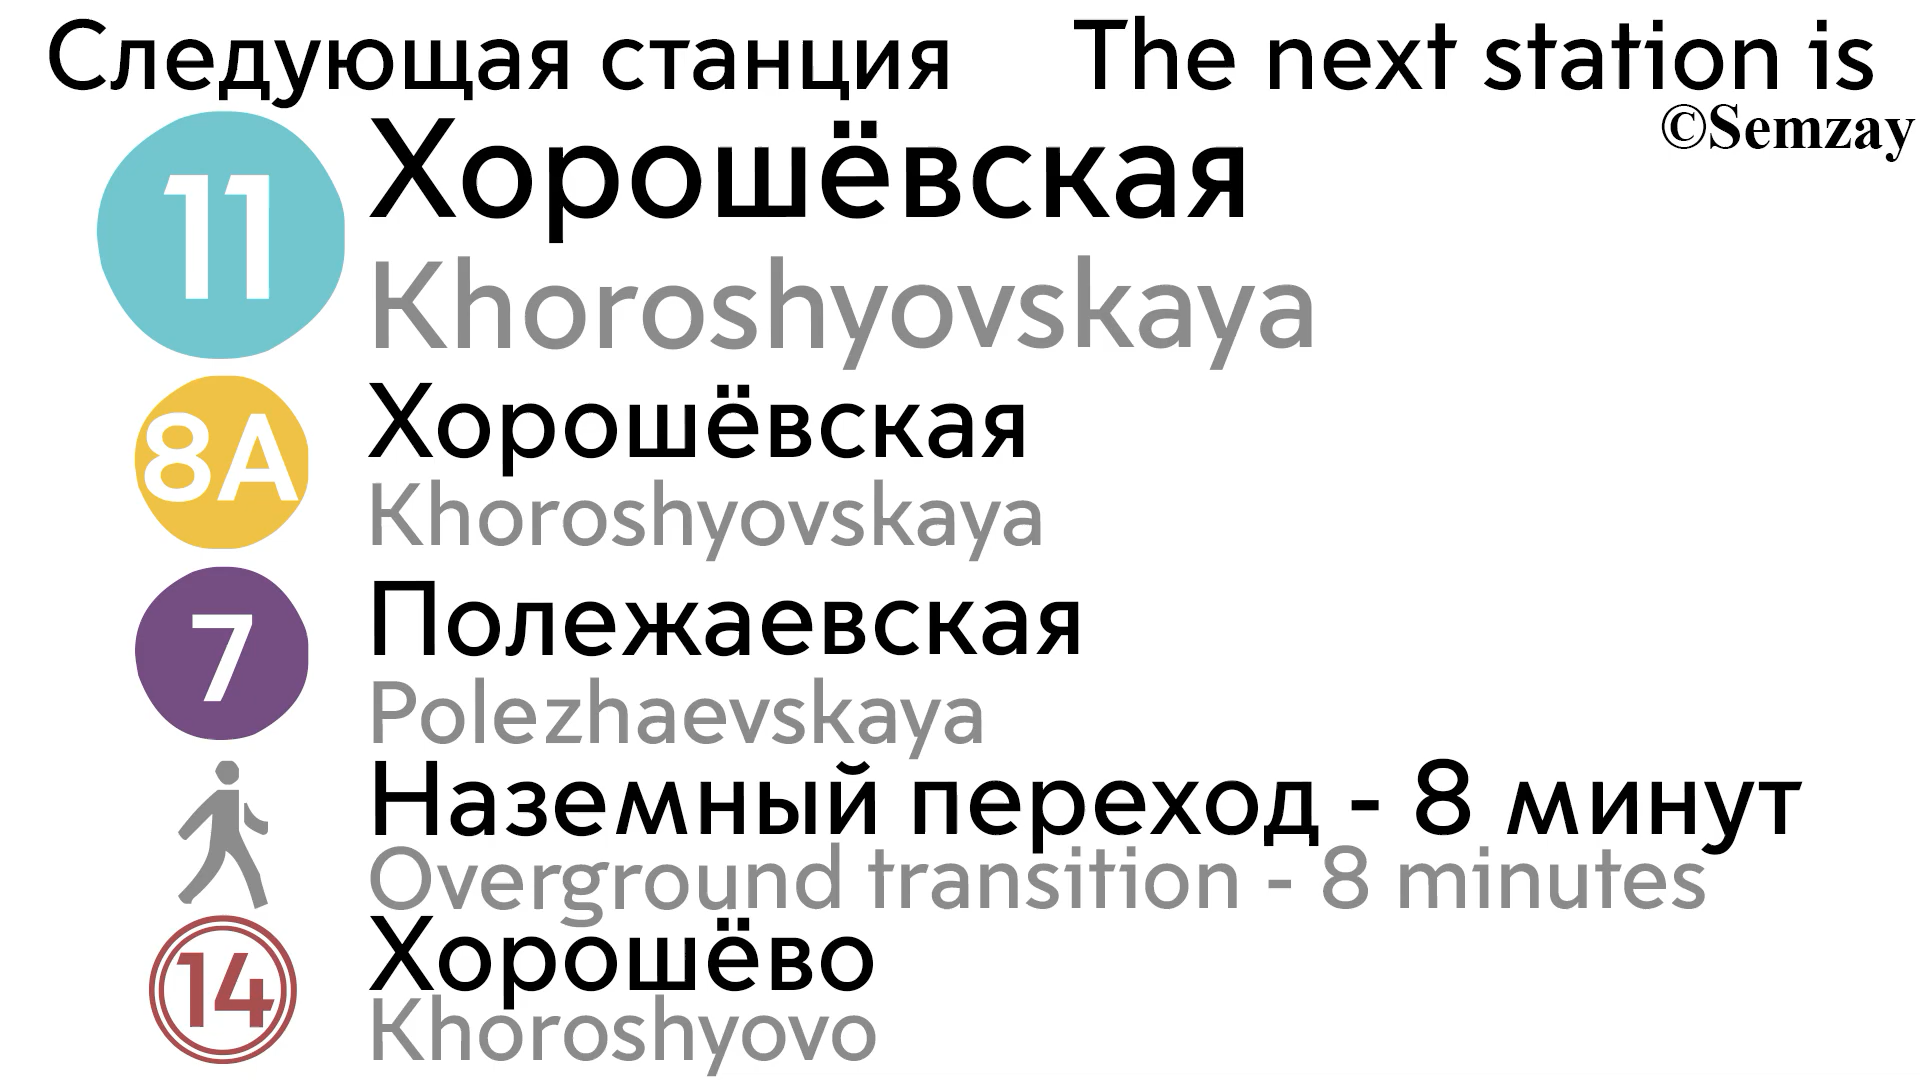 Следующая станция The next station is
©Semzay
11 Хорошёвская
Khoroshyovskaya
8А Хорошёвская
Khoroshyovskaya
7 Полежаевская
Polezhaevskaya
Наземный переход - 8 минут
Overground transition - 8 minutes
14 Хорошёво
Khoroshyovo